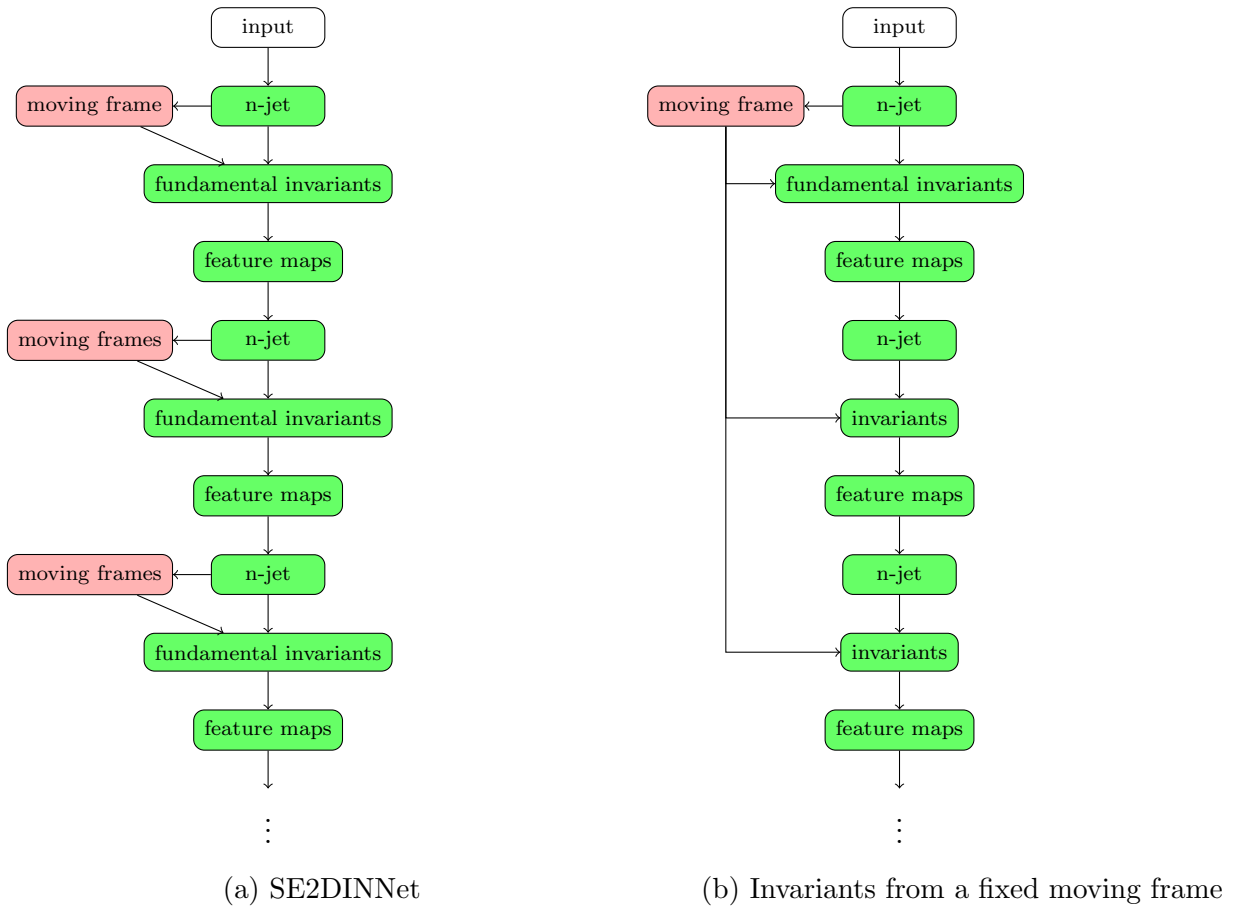 input
moving frame
n-jet
fundamental invariants
feature maps
moving frames
n-jet
fundamental invariants
feature maps
moving frames
n-jet
fundamental invariants
feature maps
⋮
(a) SE2DINNet
input
moving frame
n-jet
fundamental invariants
feature maps
n-jet
invariants
feature maps
n-jet
invariants
feature maps
⋮
(b) Invariants from a fixed moving frame